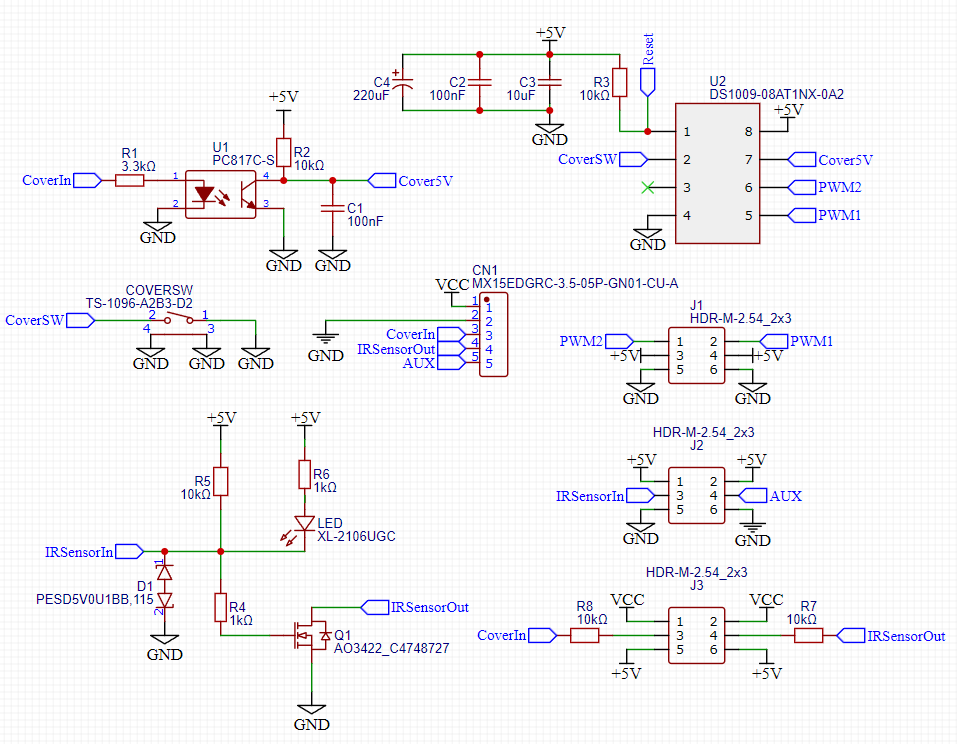 +5V
Reset
C4
220uF
C2
100nF
C3
10uF
R3
10kΩ
GND
U2
DS1009-08AT1NX-0A2
+5V
1
8
CoverSW
2
7
Cover5V
3
6
PWM2
4
5
PWM1
GND
+5V
R1
3.3kΩ
U1
PC817C-S
R2
10kΩ
CoverIn
1
4
2
3
Cover5V
C1
100nF
GND
GND
GND
COVERSW
TS-1096-A2B3-D2
CoverSW
2
1
4
3
GND
GND
GND
CN1
MX15EDGRC-3.5-05P-GN01-CU-A
VCC
1
1
2
2
CoverIn
3
3
IRSensorOut
4
4
AUX
5
5
GND
J1
HDR-M-2.54_2x3
PWM2
1
2
PWM1
+5V
3
4
+5V
5
6
GND
GND
HDR-M-2.54_2x3
J2
+5V
+5V
1
2
IRSensorIn
3
4
AUX
5
6
GND
GND
HDR-M-2.54_2x3
J3
VCC
VCC
R8
10kΩ
R7
10kΩ
1
2
CoverIn
3
4
IRSensorOut
5
6
+5V
+5V
+5V
+5V
R5
10kΩ
R6
1kΩ
LED
XL-2106UGC
IRSensorIn
1
D1
PESD5V0U1BB,115
2
GND
R4
1kΩ
IRSensorOut
Q1
AO3422_C4748727
GND